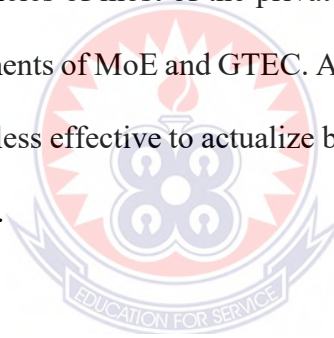 ments of MoE and GTEC. A
less effective to actualize b
.
EDUCATION FOR SERVICE